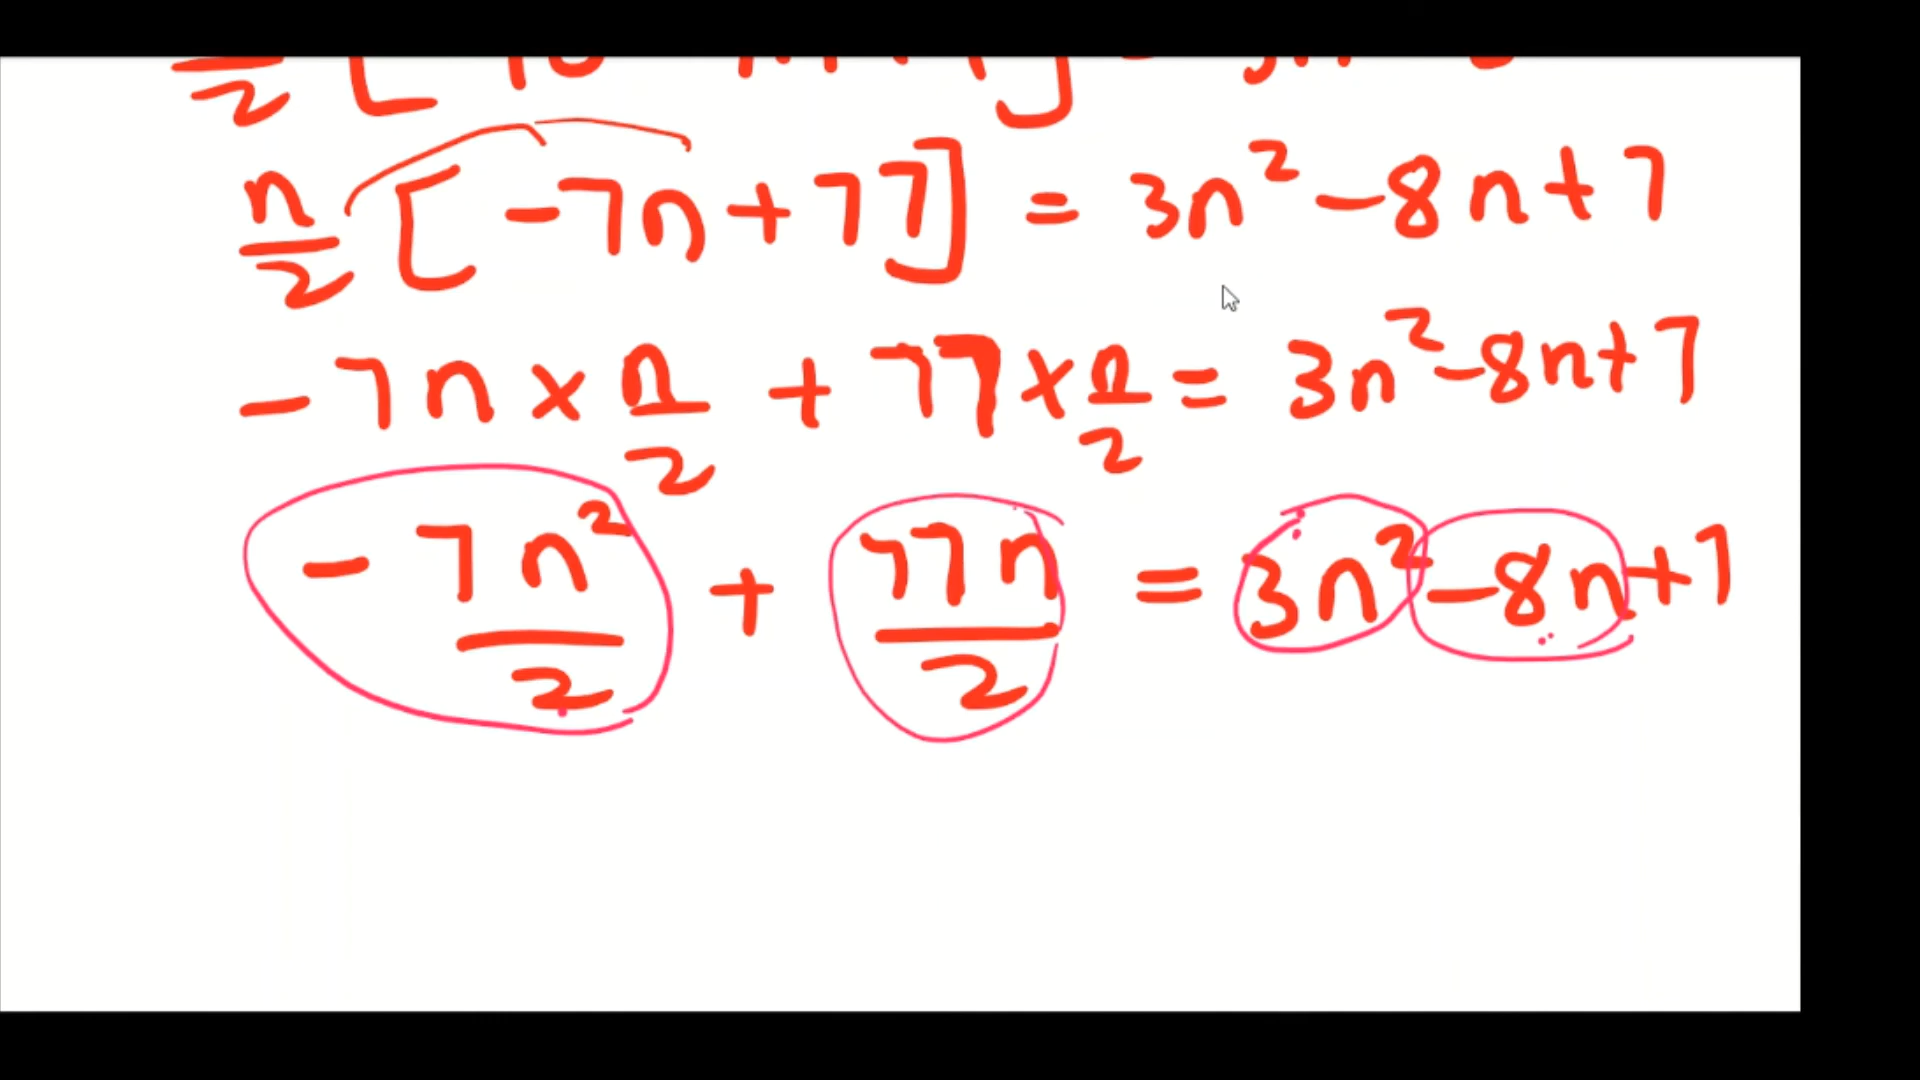 n/2 [-7n+77] = 3n²-8n+7
-7n × n/2 + 77 × n/2 = 3n²-8n+7
-7n²/2 + 77n/2 = 3n²-8n+7